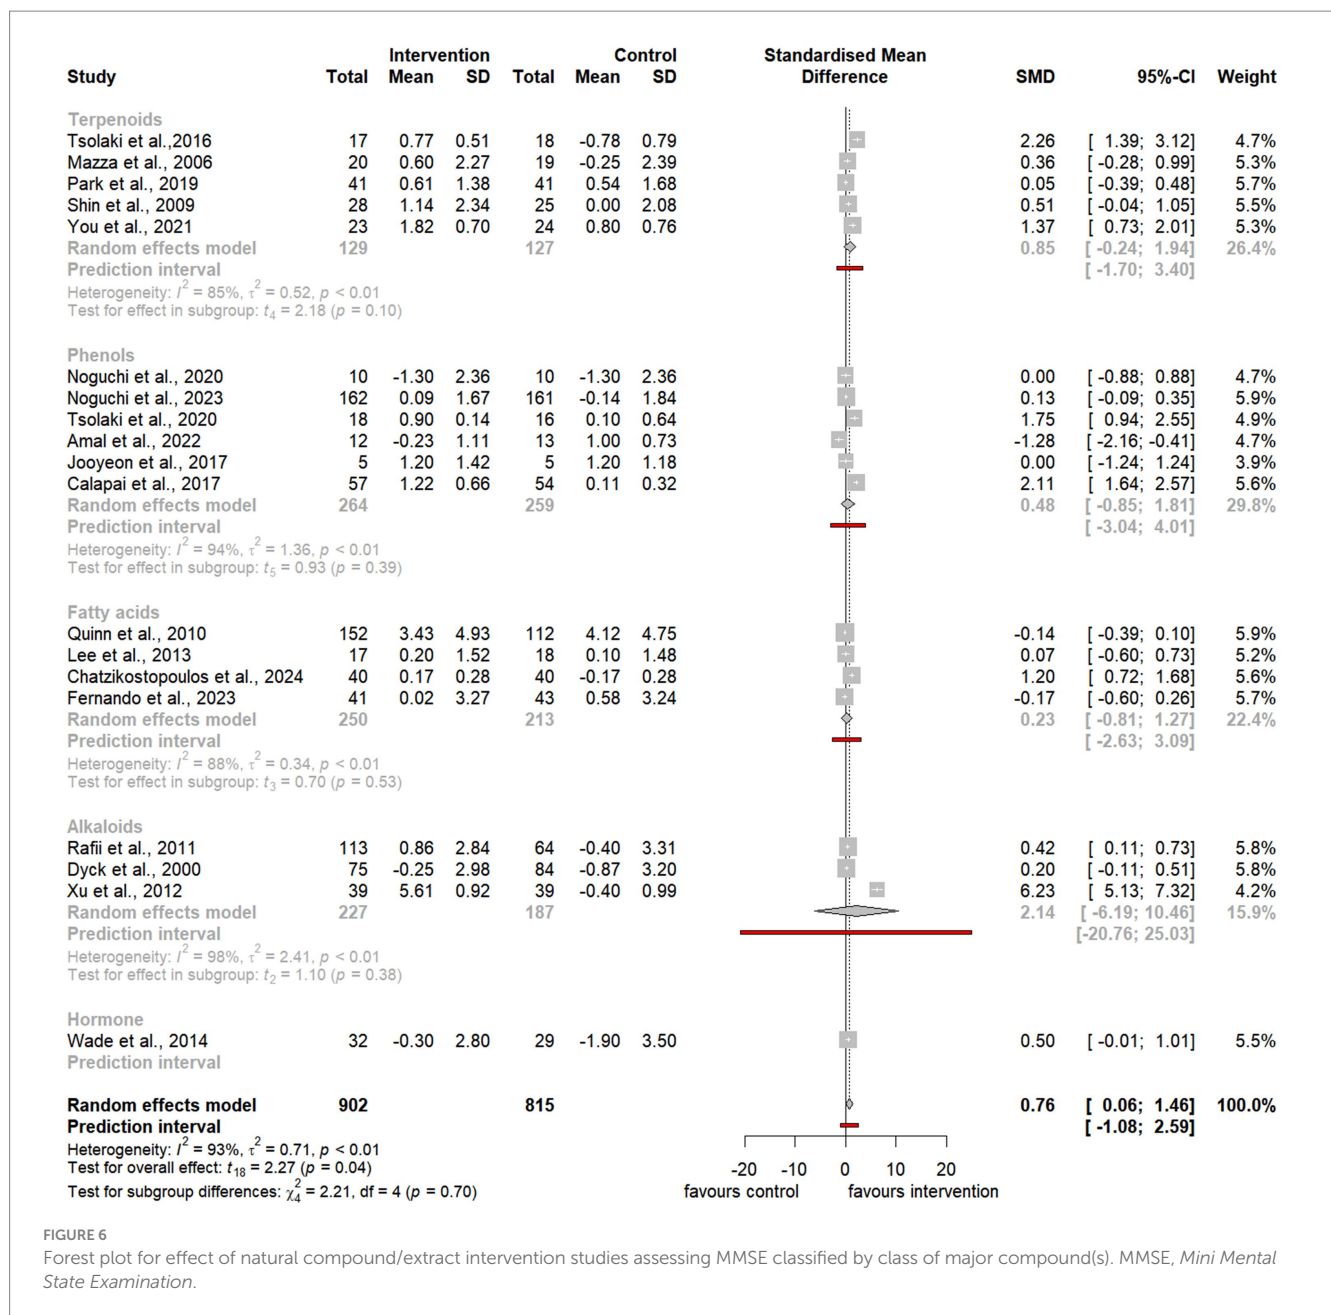 Intervention Control Standardised Mean
Study Total Mean SD Total Mean SD Difference SMD 95%-CI Weight
Terpenoids
Tsolaki et al.,2016 17 0.77 0.51 18 -0.78 0.79 2.26 [ 1.39; 3.12] 4.7%
Mazza et al., 2006 20 0.60 2.27 19 -0.25 2.39 0.36 [ -0.28; 0.99] 5.3%
Park et al., 2019 41 0.61 1.38 41 0.54 1.68 0.05 [ -0.39; 0.48] 5.7%
Shin et al., 2009 28 1.14 2.34 25 0.00 2.08 0.51 [ -0.04; 1.05] 5.5%
You et al., 2021 23 1.82 0.70 24 0.80 0.76 1.37 [ 0.73; 2.01] 5.3%
Random effects model 129 127 0.85 [ -0.24; 1.94] 26.4%
Prediction interval [ -1.70; 3.40]
Heterogeneity: I² = 85%, τ² = 0.52, p < 0.01
Test for effect in subgroup: t₄ = 2.18 (p = 0.10)
Phenols
Noguchi et al., 2020 10 -1.30 2.36 10 -1.30 2.36 0.00 [ -0.88; 0.88] 4.7%
Noguchi et al., 2023 162 0.09 1.67 161 -0.14 1.84 0.13 [ -0.09; 0.35] 5.9%
Tsolaki et al., 2020 18 0.90 0.14 16 0.10 0.64 1.75 [ 0.94; 2.55] 4.9%
Amal et al., 2022 12 -0.23 1.11 13 1.00 0.73 -1.28 [ -2.16; -0.41] 4.7%
Jooyeon et al., 2017 5 1.20 1.42 5 1.20 1.18 0.00 [ -1.24; 1.24] 3.9%
Calapai et al., 2017 57 1.22 0.66 54 0.11 0.32 2.11 [ 1.64; 2.57] 5.6%
Random effects model 264 259 0.48 [ -0.85; 1.81] 29.8%
Prediction interval [ -3.04; 4.01]
Heterogeneity: I² = 94%, τ² = 1.36, p < 0.01
Test for effect in subgroup: t₅ = 0.93 (p = 0.39)
Fatty acids
Quinn et al., 2010 152 3.43 4.93 112 4.12 4.75 -0.14 [ -0.39; 0.10] 5.9%
Lee et al., 2013 17 0.20 1.52 18 0.10 1.48 0.07 [ -0.60; 0.73] 5.2%
Chatzikostopoulos et al., 2024 40 0.17 0.28 40 -0.17 0.28 1.20 [ 0.72; 1.68] 5.6%
Fernando et al., 2023 41 0.02 3.27 43 0.58 3.24 -0.17 [ -0.60; 0.26] 5.7%
Random effects model 250 213 0.23 [ -0.81; 1.27] 22.4%
Prediction interval [ -2.63; 3.09]
Heterogeneity: I² = 88%, τ² = 0.34, p < 0.01
Test for effect in subgroup: t₃ = 0.70 (p = 0.53)
Alkaloids
Rafii et al., 2011 113 0.86 2.84 64 -0.40 3.31 0.42 [ 0.11; 0.73] 5.8%
Dyck et al., 2000 75 -0.25 2.98 84 -0.87 3.20 0.20 [ -0.11; 0.51] 5.8%
Xu et al., 2012 39 5.61 0.92 39 -0.40 0.99 6.23 [ 5.13; 7.32] 4.2%
Random effects model 227 187 2.14 [ -6.19; 10.46] 15.9%
Prediction interval [-20.76; 25.03]
Heterogeneity: I² = 98%, τ² = 2.41, p < 0.01
Test for effect in subgroup: t₂ = 1.10 (p = 0.38)
Hormone
Wade et al., 2014 32 -0.30 2.80 29 -1.90 3.50 0.50 [ -0.01; 1.01] 5.5%
Prediction interval
Random effects model 902 815 0.76 [ 0.06; 1.46] 100.0%
Prediction interval [ -1.08; 2.59]
Heterogeneity: I² = 93%, τ² = 0.71, p < 0.01
Test for overall effect: t₁₈ = 2.27 (p = 0.04)
Test for subgroup differences: χ²₄ = 2.21, df = 4 (p = 0.70)
-20 -10 0 10 20
favours control favours intervention
FIGURE 6
Forest plot for effect of natural compound/extract intervention studies assessing MMSE classified by class of major compound(s). MMSE, Mini Mental
State Examination.